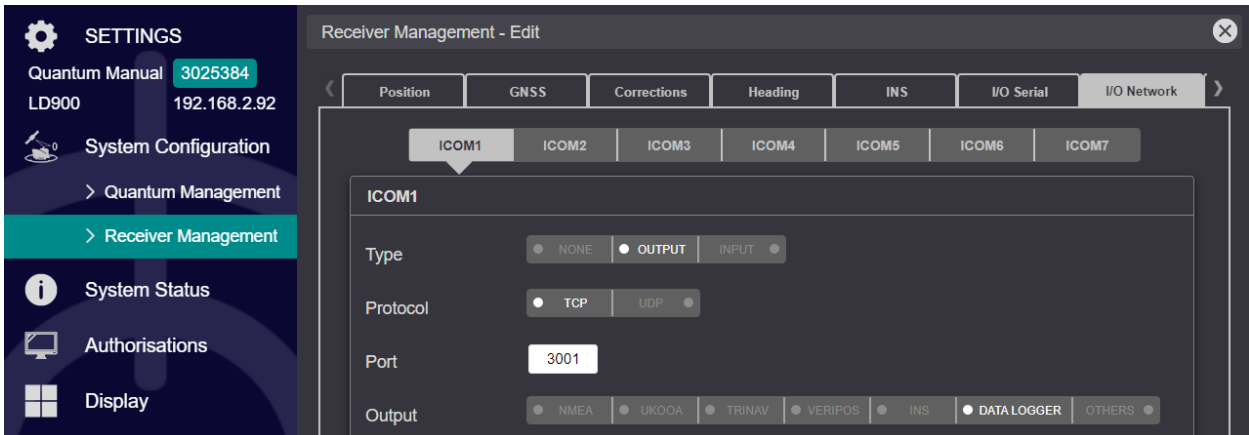 SETTINGS
Quantum Manual 3025384
LD900 192.168.2.92
System Configuration
> Quantum Management
> Receiver Management
System Status
Authorisations
Display
Receiver Management - Edit
Position GNSS Corrections Heading INS I/O Serial I/O Network
ICOM1 ICOM2 ICOM3 ICOM4 ICOM5 ICOM6 ICOM7
ICOM1
Type NONE OUTPUT INPUT
Protocol TCP UDP
Port 3001
Output NMEA UKOOA TRINAV VERIPOS INS DATA LOGGER OTHERS